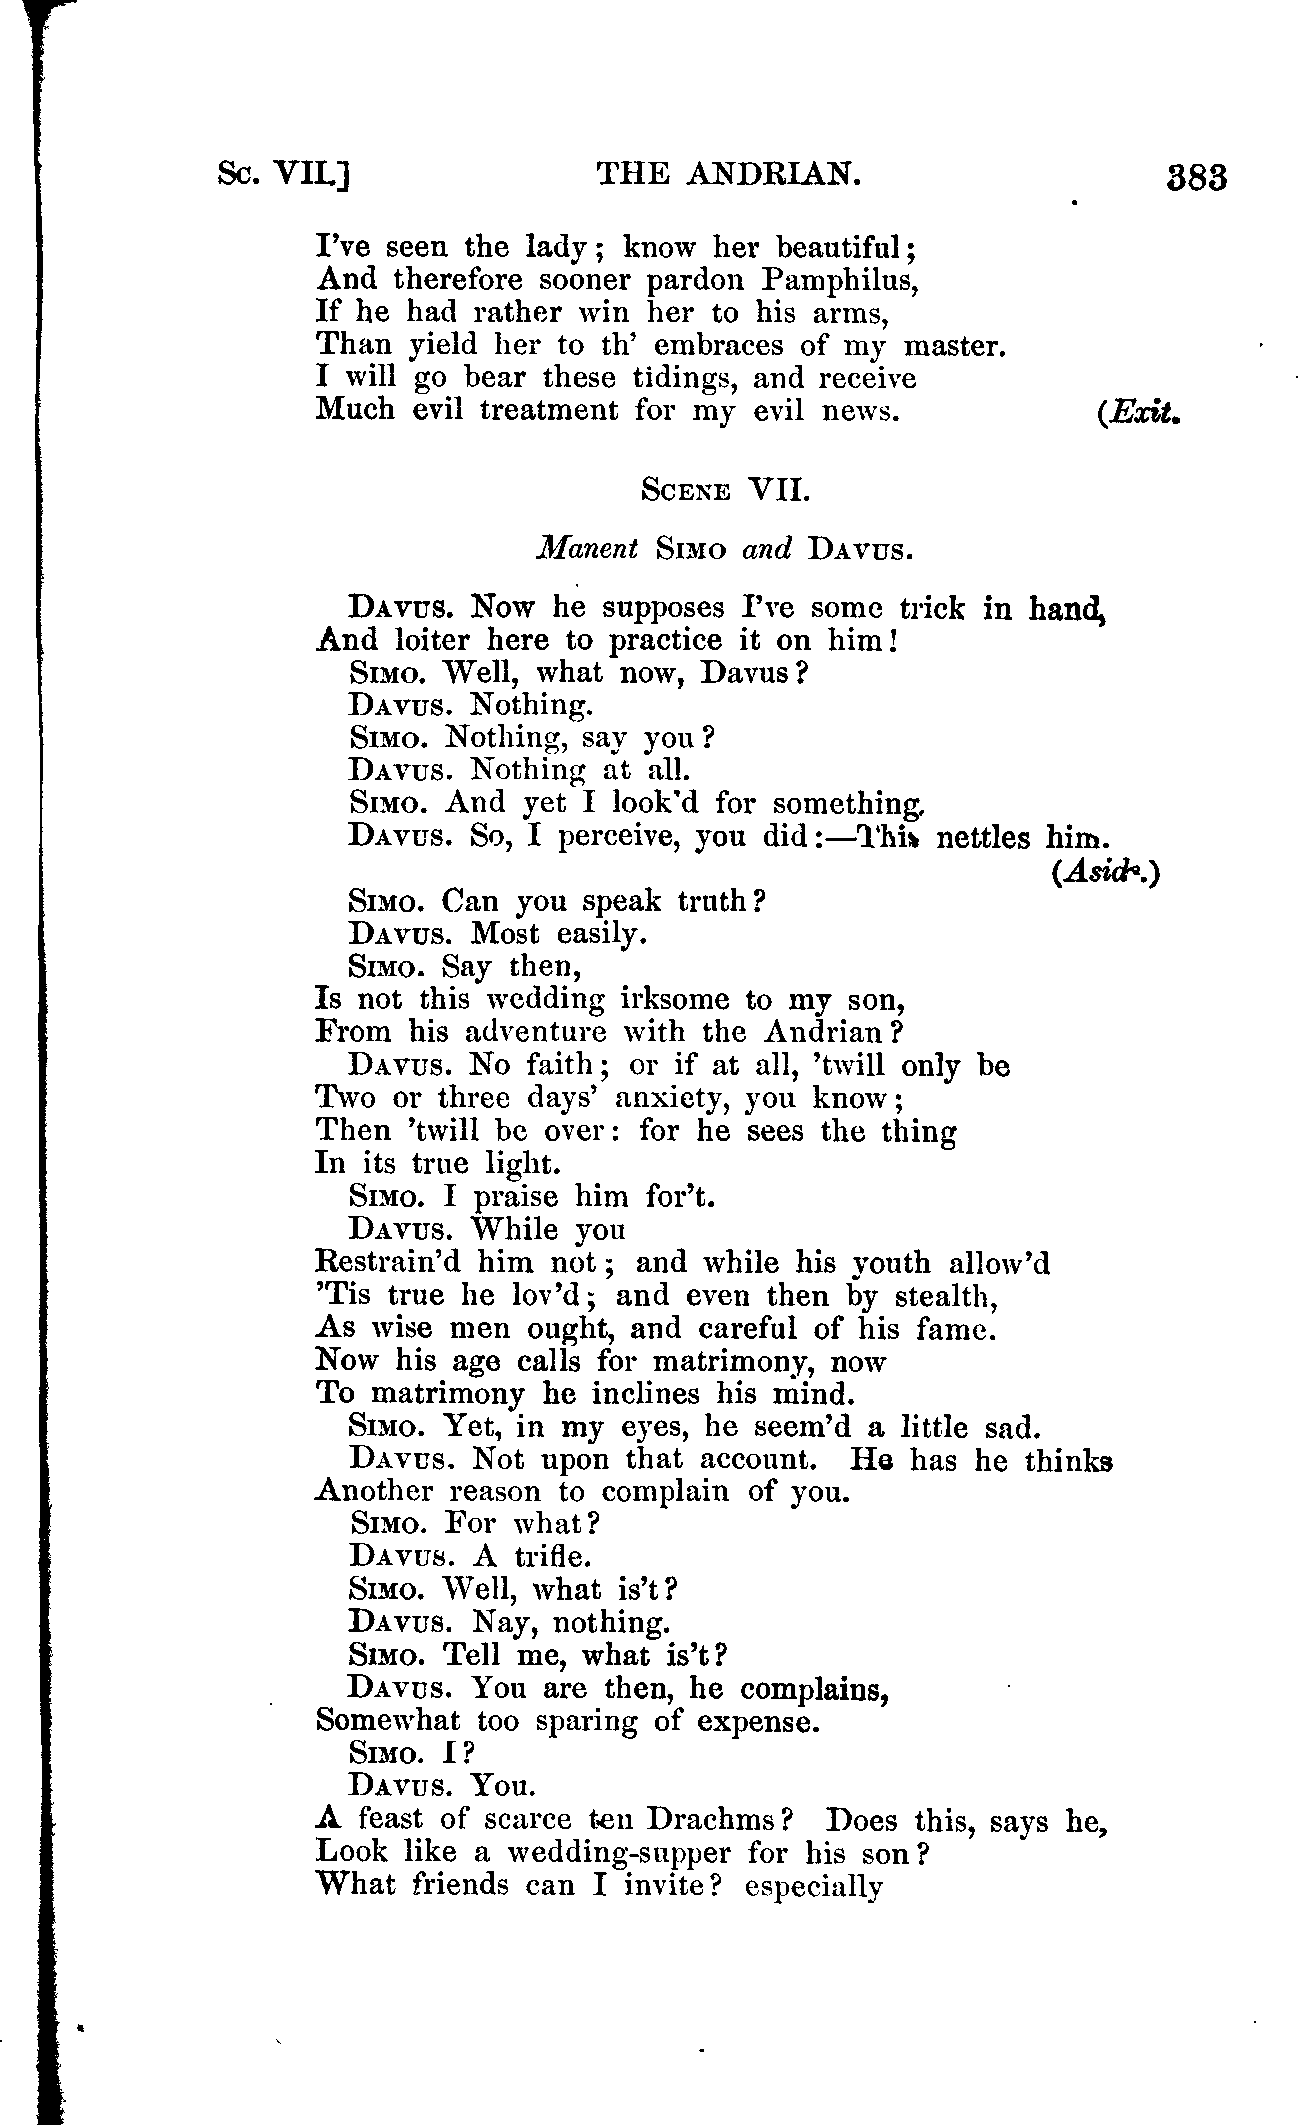 Sc. VII.] THE ANDRIAN. 383
I've seen the lady; know her beautiful;
And therefore sooner pardon Pamphilus,
If he had rather win her to his arms,
Than yield her to th' embraces of my master.
I will go bear these tidings, and receive
Much evil treatment for my evil news. (Exit.
SCENE VII.
Manent SIMO and DAVUS.
DAVUS. Now he supposes I've some trick in hand,
And loiter here to practice it on him!
SIMO. Well, what now, Davus?
DAVUS. Nothing.
SIMO. Nothing, say you?
DAVUS. Nothing at all.
SIMO. And yet I look'd for something.
DAVUS. So, I perceive, you did:—This nettles him.
(Aside.)
SIMO. Can you speak truth?
DAVUS. Most easily.
SIMO. Say then,
Is not this wedding irksome to my son,
From his adventure with the Andrian?
DAVUS. No faith; or if at all, 'twill only be
Two or three days' anxiety, you know;
Then 'twill be over: for he sees the thing
In its true light.
SIMO. I praise him for't.
DAVUS. While you
Restrain'd him not; and while his youth allow'd
'Tis true he lov'd; and even then by stealth,
As wise men ought, and careful of his fame.
Now his age calls for matrimony, now
To matrimony he inclines his mind.
SIMO. Yet, in my eyes, he seem'd a little sad.
DAVUS. Not upon that account. He has he thinks
Another reason to complain of you.
SIMO. For what?
DAVUS. A trifle.
SIMO. Well, what is't?
DAVUS. Nay, nothing.
SIMO. Tell me, what is't?
DAVUS. You are then, he complains,
Somewhat too sparing of expense.
SIMO. I?
DAVUS. You.
A feast of scarce ten Drachms? Does this, says he,
Look like a wedding-supper for his son?
What friends can I invite? especially